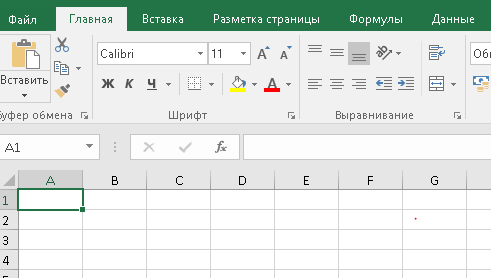 Файл Главная Вставка Разметка страницы Формулы Данные
Calibri 11 A A
Вставить Ж К Ч A
буфер обмена Шрифт Выравнивание
A1 fx
A B C D E F G
1
2
3
4